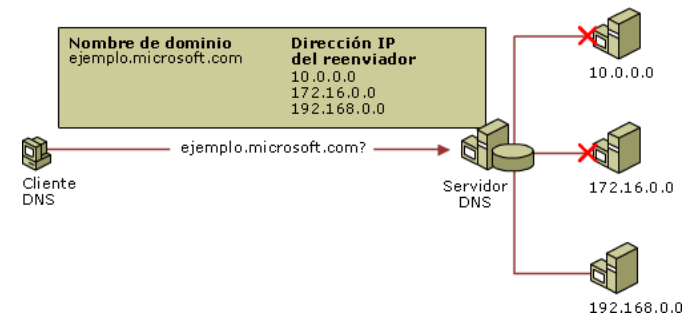 Nombre de dominio
ejemplo.microsoft.com
Dirección IP
del reenviador
10.0.0.0
172.16.0.0
192.168.0.0
10.0.0.0
ejemplo.microsoft.com?
Cliente
DNS
Servidor
DNS
172.16.0.0
192.168.0.0